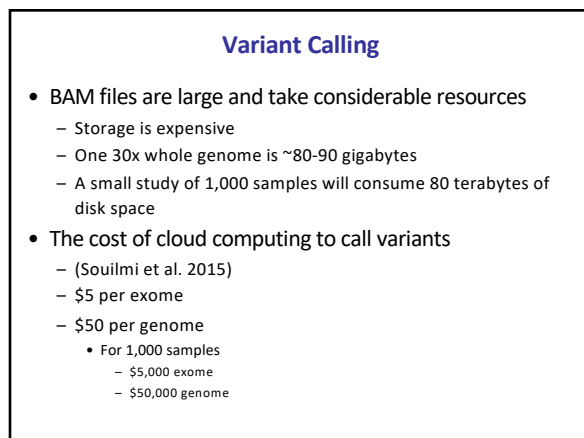 Variant Calling
• BAM files are large and take considerable resources
– Storage is expensive
– One 30x whole genome is ~80-90 gigabytes
– A small study of 1,000 samples will consume 80 terabytes of
disk space
• The cost of cloud computing to call variants
– (Souilmi et al. 2015)
– $5 per exome
– $50 per genome
• For 1,000 samples
– $5,000 exome
– $50,000 genome